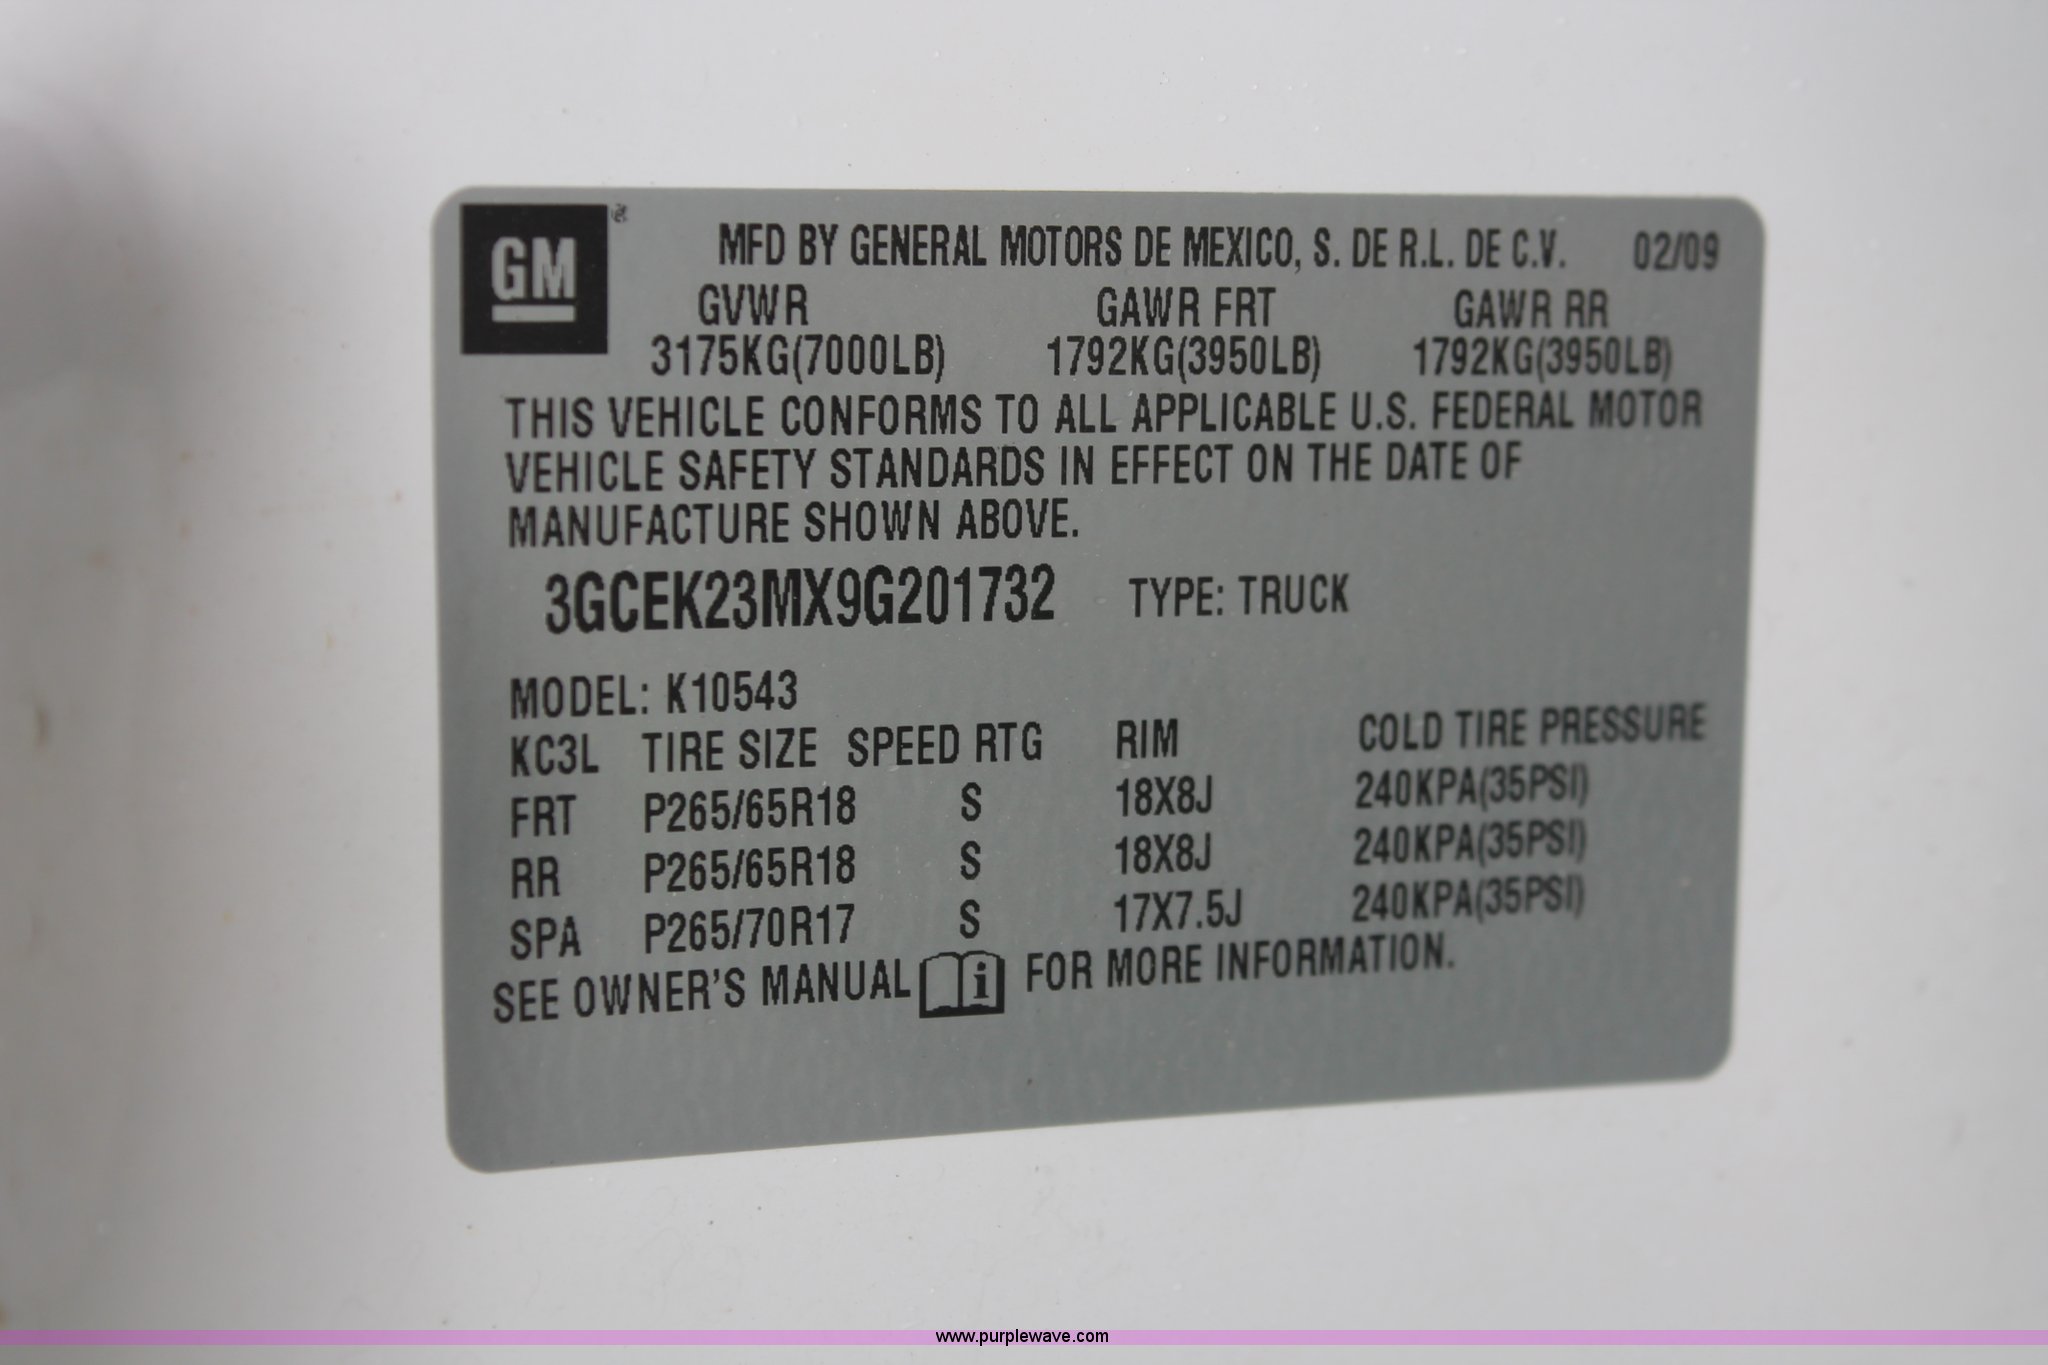 GM
MFD BY GENERAL MOTORS DE MEXICO, S. DE R.L. DE C.V. 02/09
GVWR GAWR FRT GAWR RR
3175KG(7000LB) 1792KG(3950LB) 1792KG(3950LB)
THIS VEHICLE CONFORMS TO ALL APPLICABLE U.S. FEDERAL MOTOR
VEHICLE SAFETY STANDARDS IN EFFECT ON THE DATE OF
MANUFACTURE SHOWN ABOVE.
3GCEK23MX9G201732 TYPE: TRUCK
MODEL: K10543
KC3L TIRE SIZE SPEED RTG RIM COLD TIRE PRESSURE
FRT P265/65R18 S 18X8J 240KPA(35PSI)
RR P265/65R18 S 18X8J 240KPA(35PSI)
SPA P265/70R17 S 17X7.5J 240KPA(35PSI)
SEE OWNER'S MANUAL i FOR MORE INFORMATION.
www.purplewave.com